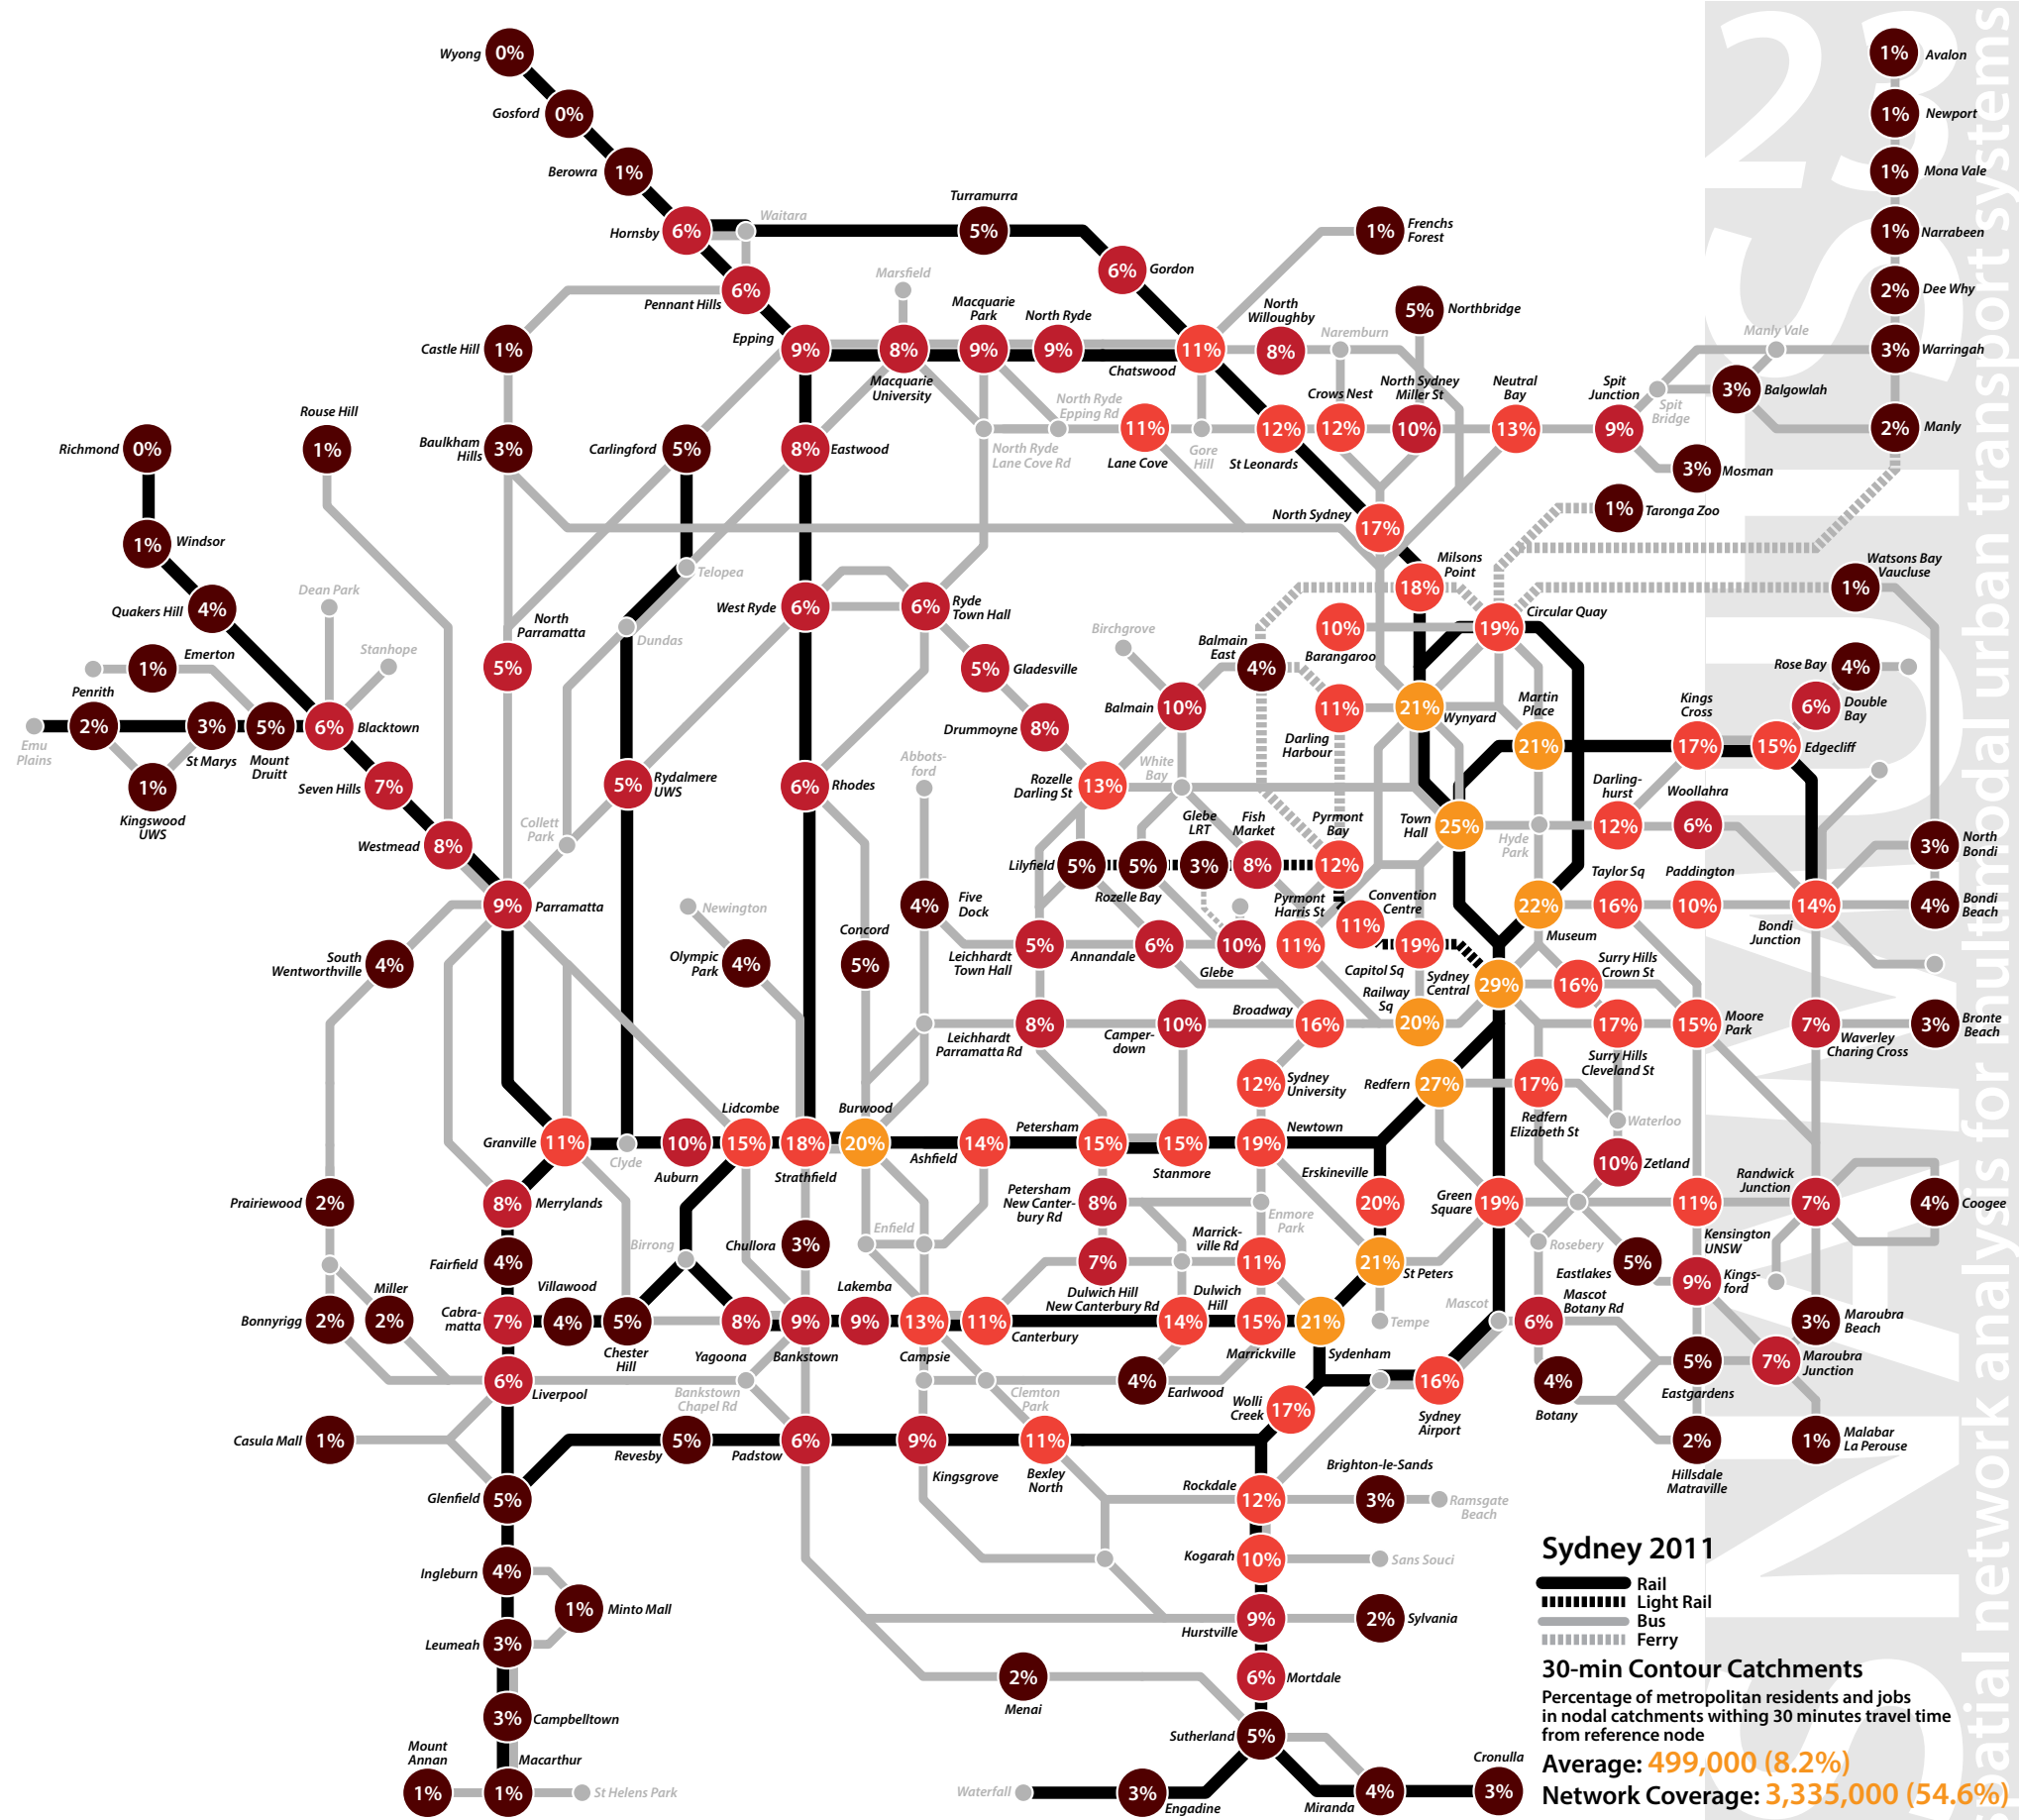 23
SNAMUTS
spatial network analysis for multimodal urban transport systems
Wyong 0%
Gosford 0%
Berowra 1%
Hornsby 6%
Waitara
Turramurra 5%
Gordon 6%
Frenchs
Forest 1%
Avalon 1%
Newport 1%
Mona Vale 1%
Narrabeen 1%
Dee Why 2%
Warringah 3%
Manly 2%
Pennant Hills 6%
Castle Hill 1%
Epping 9%
Marsfield
Macquarie
University 8%
Macquarie
Park 9%
North Ryde 9%
Chatswood 11%
North
Willoughby 8%
Naremburn
Northbridge 5%
Manly Vale
Balgowlah 3%
Spit
Bridge
Spit
Junction 9%
Mosman 3%
Neutral
Bay 13%
North Sydney
Miller St 10%
Crows Nest 12%
St Leonards 12%
Gore
Hill
Lane Cove 11%
North Ryde
Epping Rd
North Ryde
Lane Cove Rd
Richmond 0%
Rouse Hill 1%
Baulkham
Hills 3%
Carlingford 5%
Eastwood 8%
North Sydney 17%
Taronga Zoo 1%
Windsor 1%
Quakers Hill 4%
Dean Park
Stanhope
Telopea
Dundas
Milsons
Point 18%
Watsons Bay
Vaucluse 1%
Circular Quay 19%
Barangaroo 10%
West Ryde 6%
Ryde
Town Hall 6%
Gladesville 5%
Birchgrove
Balmain
East 4%
Balmain 10%
North
Parramatta 5%
Emerton 1%
Penrith 2%
Emu
Plains
St Marys 3%
Mount
Druitt 5%
Blacktown 6%
Kingswood
UWS 1%
Seven Hills 7%
Westmead 8%
Collett
Park
Rydalmere
UWS 5%
Rhodes 6%
Drummoyne 8%
Abbots-
ford
Rozelle
Darling St 13%
White
Bay
Darling
Harbour 11%
Wynyard 21%
Martin
Place 21%
Kings
Cross 17%
Edgecliff 15%
Rose Bay 4%
Double
Bay 6%
Town
Hall 25%
Hyde
Park
Darling-
hurst 12%
Woollahra 6%
North
Bondi 3%
Lilyfield 5%
Rozelle Bay 5%
Glebe
LRT 3%
Fish
Market 8%
Pyrmont
Bay 12%
Parramatta 9%
Newington
Five
Dock 4%
Pyrmont
Harris St 11%
Convention
Centre 11%
Museum 22%
Taylor Sq 16%
Paddington 10%
Bondi
Junction 14%
Bondi
Beach 4%
South
Wentworthville 4%
Olympic
Park 4%
Concord 5%
Leichhardt
Town Hall 5%
Annandale 6%
Glebe 10%
Capitol Sq 19%
Sydney
Central 29%
Surry Hills
Crown St 16%
Leichhardt
Parramatta Rd 8%
Camper-
down 10%
Broadway 16%
Railway
Sq 20%
Surry Hills
Cleveland St 17%
Moore
Park 15%
Waverley
Charing Cross 7%
Bronte
Beach 3%
Sydney
University 12%
Redfern 27%
Redfern
Elizabeth St 17%
Waterloo
Granville 11%
Clyde
Auburn 10%
Lidcombe 15%
Strathfield 18%
Burwood 20%
Ashfield 14%
Petersham 15%
Stanmore 15%
Newtown 19%
Zetland 10%
Prairiewood 2%
Merrylands 8%
Petersham
New Canter-
bury Rd 8%
Enmore
Park
Erskineville 20%
Green
Square 19%
Kensington
UNSW 11%
Randwick
Junction 7%
Coogee 4%
Fairfield 4%
Birrong
Chullora 3%
Enfield
Dulwich Hill
New Canterbury Rd 7%
Marrick-
ville Rd 11%
St Peters 21%
Rosebery
Eastlakes 5%
Kings-
ford 9%
Bonnyrigg 2%
Miller 2%
Cabra-
matta 7%
Villawood 4%
Chester
Hill 5%
Yagoona 8%
Bankstown 9%
Lakemba 9%
Campsie 13%
Canterbury 11%
Dulwich
Hill 14%
Marrickville 15%
Sydenham 21%
Tempe
Mascot
Mascot
Botany Rd 6%
Maroubra
Beach 3%
Liverpool 6%
Bankstown
Chapel Rd
Clemton
Park
Earlwood 4%
Wolli
Creek 17%
Sydney
Airport 16%
Botany 4%
Eastgardens 5%
Maroubra
Junction 7%
Casula Mall 1%
Revesby 5%
Padstow 6%
Kingsgrove 9%
Bexley
North 11%
Hillsdale
Matraville 2%
Malabar
La Perouse 1%
Glenfield 5%
Rockdale 12%
Brighton-le-Sands 3%
Ramsgate
Beach
Ingleburn 4%
Minto Mall 1%
Kogarah 10%
Sans Souci
Leumeah 3%
Hurstville 9%
Sylvania 2%
Campbelltown 3%
Menai 2%
Mortdale 6%
Mount
Annan 1%
Macarthur 1%
St Helens Park
Sutherland 5%
Waterfall
Engadine 3%
Miranda 4%
Cronulla 3%
Sydney 2011
Rail
Light Rail
Bus
Ferry
30-min Contour Catchments
Percentage of metropolitan residents and jobs
in nodal catchments withing 30 minutes travel time
from reference node
Average: 499,000 (8.2%)
Network Coverage: 3,335,000 (54.6%)